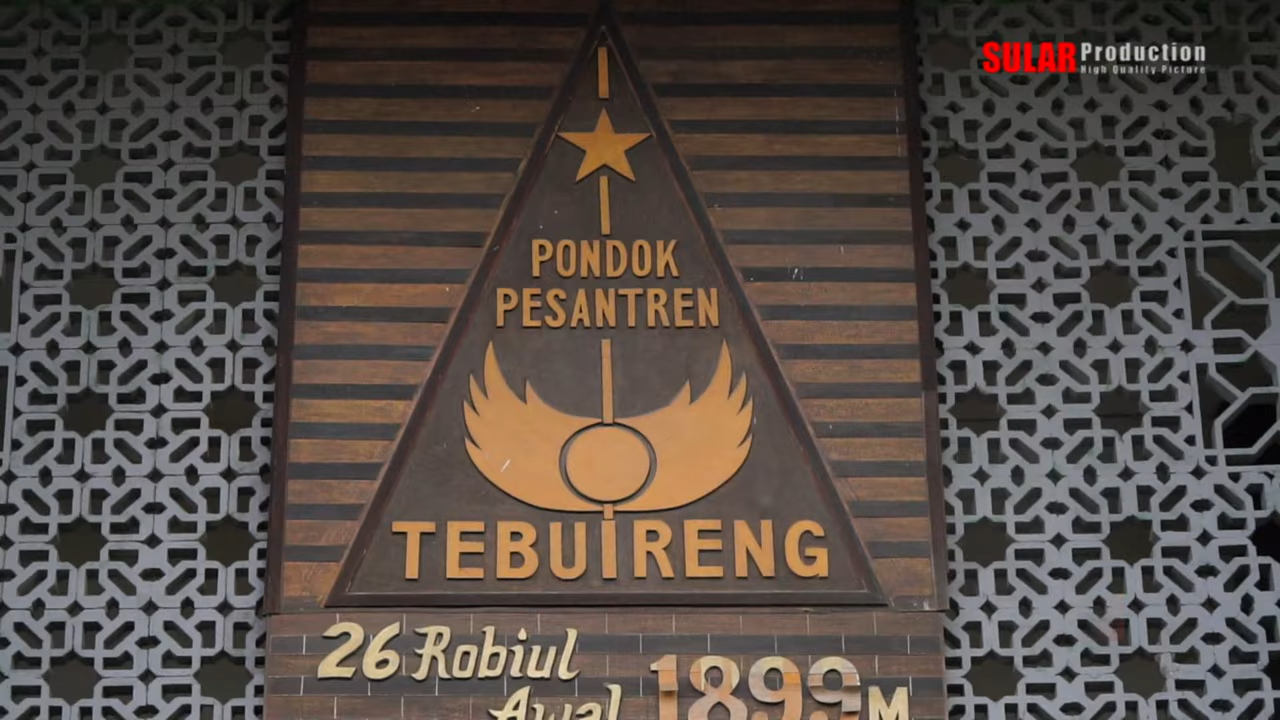 SULAR Production
High Quality Picture
PONDOK
PESANTREN
TEBUIRENG
26 Robiul
Awal 1899 M